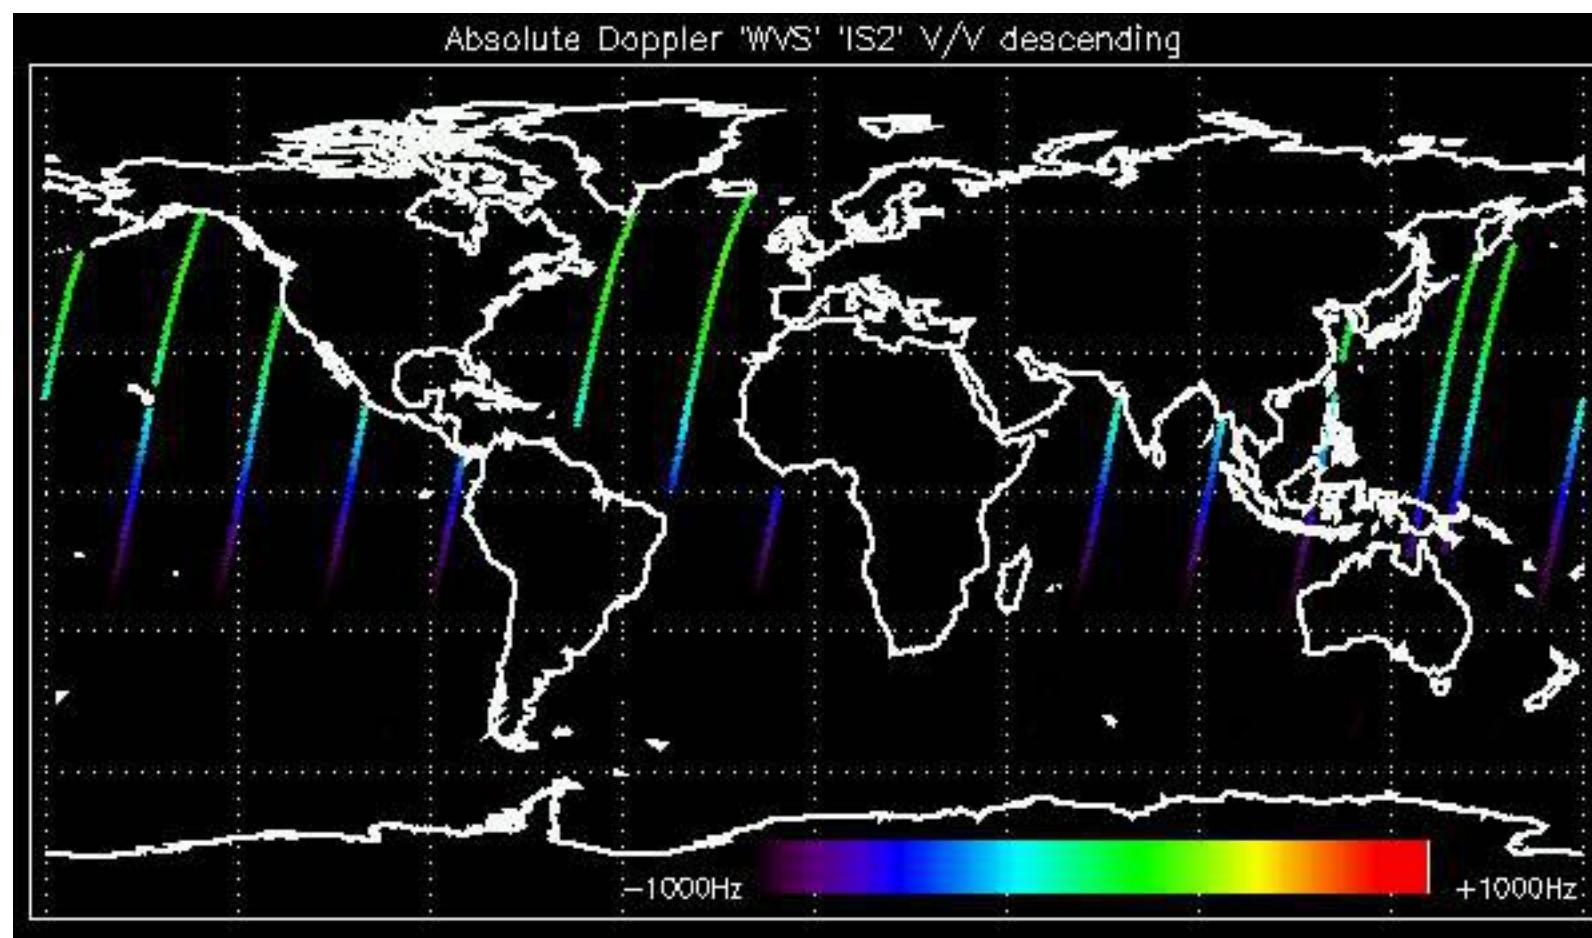 Absolute Doppler 'WVS' 'IS2' V/V descending
-1000Hz
+1000Hz